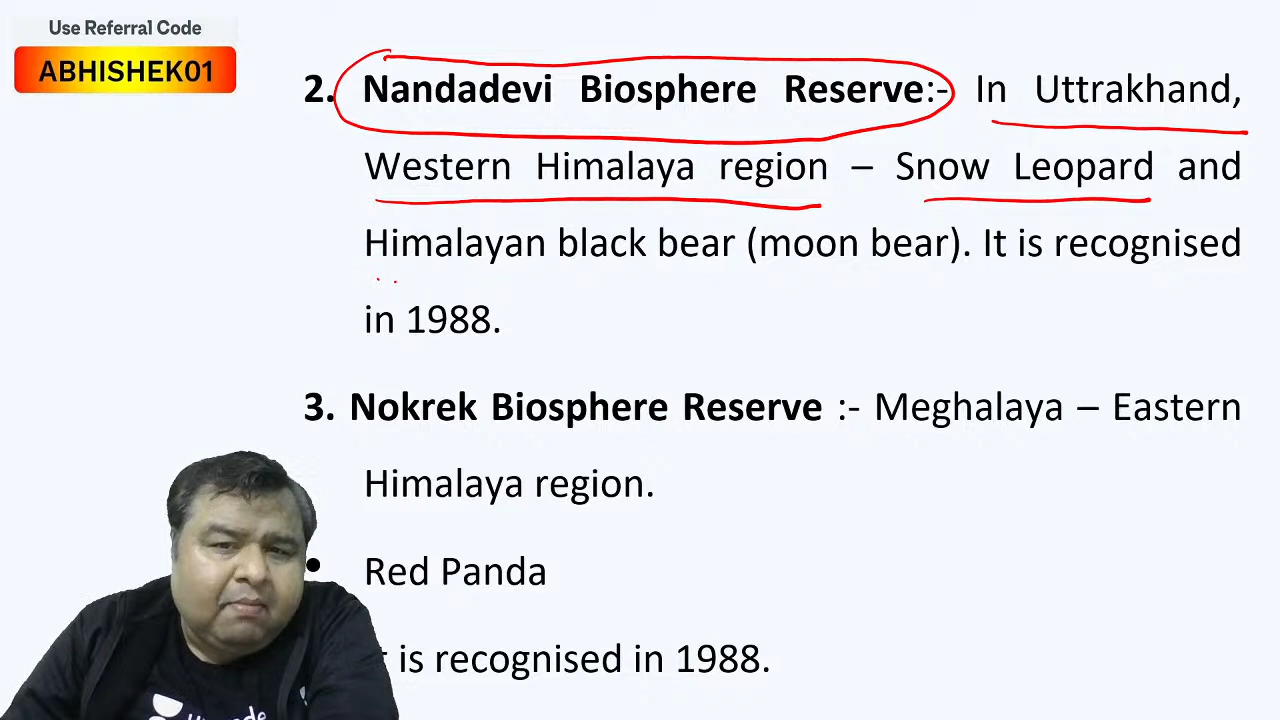 Use Referral Code
ABHISHEK01
2. Nandadevi Biosphere Reserve:- In Uttrakhand,
Western Himalaya region – Snow Leopard and
Himalayan black bear (moon bear). It is recognised
in 1988.
3. Nokrek Biosphere Reserve :- Meghalaya – Eastern
Himalaya region.
• Red Panda
is recognised in 1988.